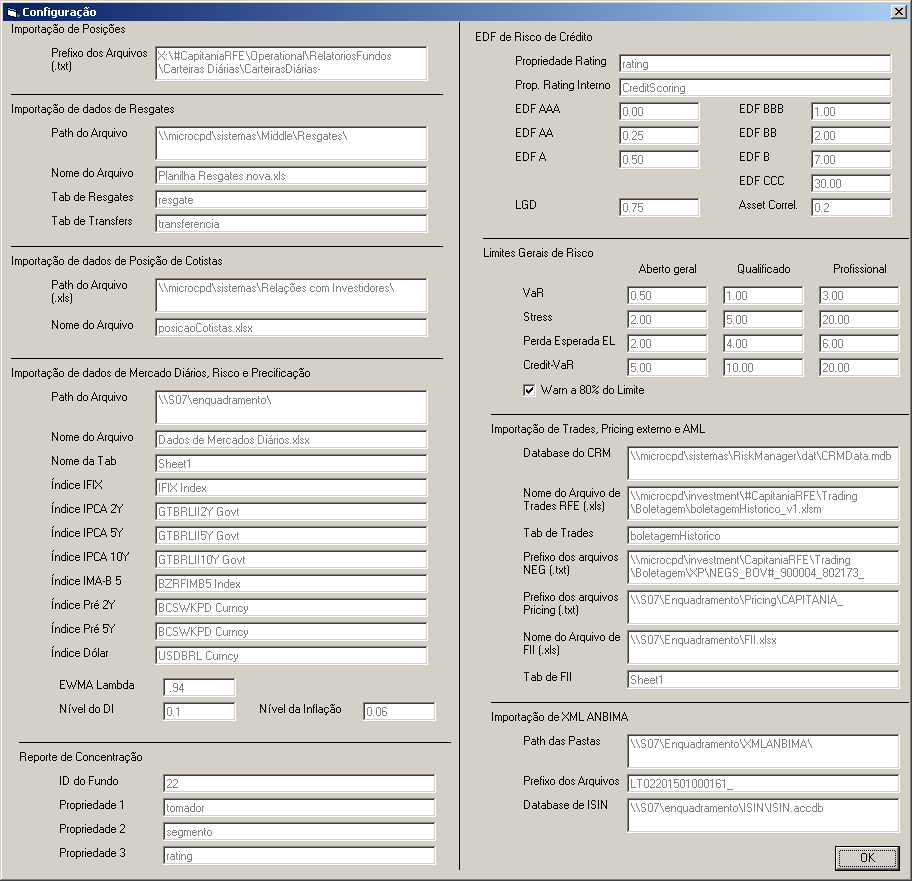 Configuração
Importação de Posições
Prefixo dos Arquivos
(.txt)
X:\#CapitaniaRFE\Operational\RelatoriosFundos
\Carteiras Diárias\CarteirasDiárias-
Importação de dados de Resgates
Path do Arquivo
\\microcpd\sistemas\Middle\Resgates\
Nome do Arquivo
Planilha Resgates nova.xls
Tab de Resgates
resgate
Tab de Transfers
transferencia
Importação de dados de Posição de Cotistas
Path do Arquivo
(.xls)
\\microcpd\sistemas\Relações com Investidores\
Nome do Arquivo
posicaoCotistas.xlsx
Importação de dados de Mercado Diários, Risco e Precificação
Path do Arquivo
\\S07\enquadramento\
Nome do Arquivo
Dados de Mercados Diários.xlsx
Nome da Tab
Sheet1
Índice IFIX
IFIX Index
Índice IPCA 2Y
GTBRLII2Y Govt
Índice IPCA 5Y
GTBRLII5Y Govt
Índice IPCA 10Y
GTBRLII10Y Govt
Índice IMA-B 5
BZRFIMB5 Index
Índice Pré 2Y
BCSWKPD Curncy
Índice Pré 5Y
BCSWKPD Curncy
Índice Dólar
USDBRL Curncy
EWMA Lambda
.94
Nível do DI
0.1
Nível da Inflação
0.06
Reporte de Concentração
ID do Fundo
22
Propriedade 1
tomador
Propriedade 2
segmento
Propriedade 3
rating
EDF de Risco de Crédito
Propriedade Rating
rating
Prop. Rating Interno
CreditScoring
EDF AAA
0.00
EDF BBB
1.00
EDF AA
0.25
EDF BB
2.00
EDF A
0.50
EDF B
7.00
EDF CCC
30.00
LGD
0.75
Asset Correl.
0.2
Limites Gerais de Risco
Aberto geral
Qualificado
Profissional
VaR
0.50
1.00
3.00
Stress
2.00
5.00
20.00
Perda Esperada EL
2.00
4.00
6.00
Credit-VaR
5.00
10.00
20.00
Warn a 80% do Limite
Importação de Trades, Pricing externo e AML
Database do CRM
\\microcpd\sistemas\RiskManager\dat\CRMData.mdb
Nome do Arquivo de
Trades RFE (.xls)
\\microcpd\investment\#CapitaniaRFE\Trading
\Boletagem\boletagemHistorico_v1.xlsm
Tab de Trades
boletagemHistorico
Prefixo dos arquivos
NEG (.txt)
\\microcpd\investment\CapitaniaRFE\Trading
\Boletagem\XP\NEGS_BOV#_900004_802173_
Prefixo dos arquivos
Pricing (.txt)
\\S07\Enquadramento\Pricing\CAPITANIA_
Nome do Arquivo de
FII (.xls)
\\S07\Enquadramento\FII.xlsx
Tab de FII
Sheet1
Importação de XML ANBIMA
Path das Pastas
\\S07\Enquadramento\XMLANBIMA\
Prefixo dos Arquivos
LT02201501000161_
Database de ISIN
\\S07\enquadramento\ISIN\ISIN.accdb
OK